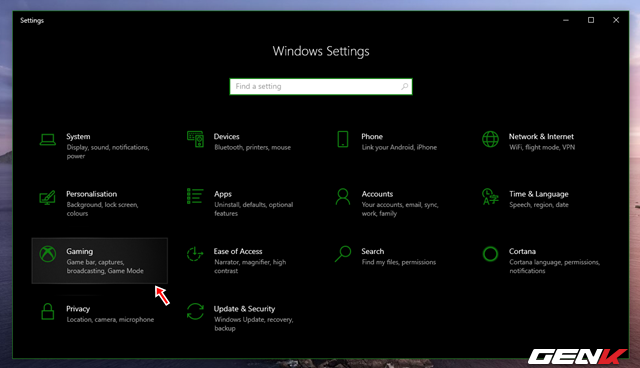 Settings
Windows Settings
Find a setting
System
Display, sound, notifications,
power
Devices
Bluetooth, printers, mouse
Phone
Link your Android, iPhone
Network & Internet
WiFi, flight mode, VPN
Personalisation
Background, lock screen,
colours
Apps
Uninstall, defaults, optional
features
Accounts
Your accounts, email, sync,
work, family
Time & Language
Speech, region, date
Gaming
Game bar, captures,
broadcasting, Game Mode
Ease of Access
Narrator, magnifier, high
contrast
Search
Find my files, permissions
Cortana
Cortana language, permissions,
notifications
Privacy
Location, camera, microphone
Update & Security
Windows Update, recovery,
backup
GENK